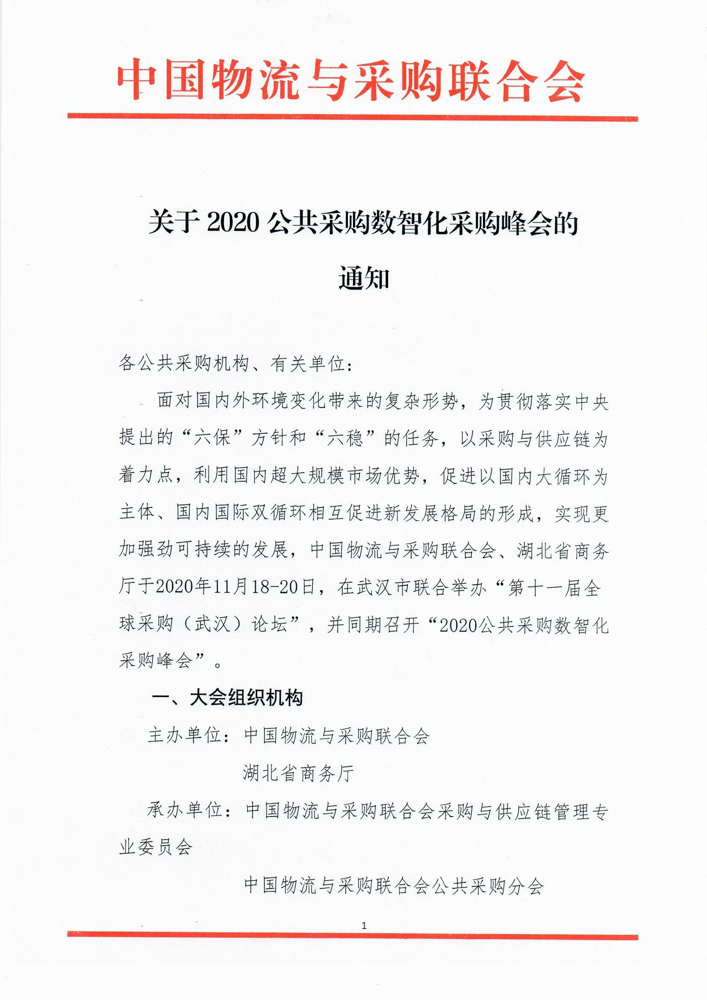 中国物流与采购联合会
关于 2020 公共采购数智化采购峰会的
通知
各公共采购机构、有关单位：
面对国内外环境变化带来的复杂形势，为贯彻落实中央
提出的“六保”方针和“六稳”的任务，以采购与供应链为
着力点，利用国内超大规模市场优势，促进以国内大循环为
主体、国内国际双循环相互促进新发展格局的形成，实现更
加强劲可持续的发展，中国物流与采购联合会、湖北省商务
厅于2020年11月18-20日，在武汉市联合举办“第十一届全
球采购（武汉）论坛”，并同期召开“2020公共采购数智化
采购峰会”。
一、大会组织机构
主办单位：中国物流与采购联合会
湖北省商务厅
承办单位：中国物流与采购联合会采购与供应链管理专
业委员会
中国物流与采购联合会公共采购分会
1